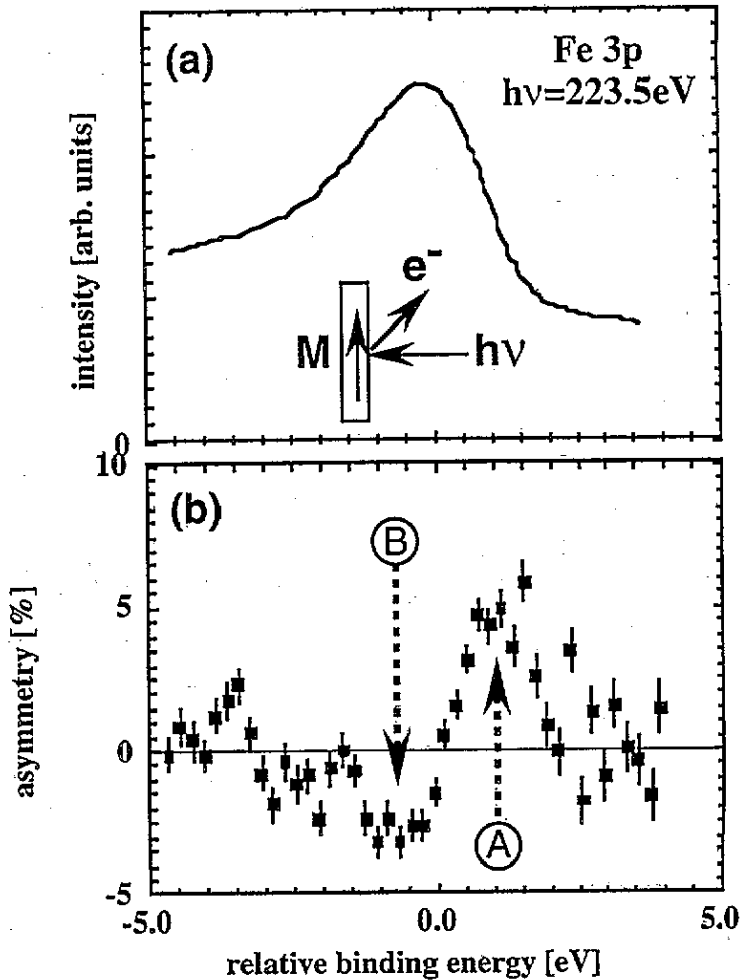 (a)
Fe 3p
hν=223.5eV
intensity [arb. units]
e-
M
hν
0
10
(b)
B
5
asymmetry [%]
0
A
-5
-5.0
0.0
5.0
relative binding energy [eV]